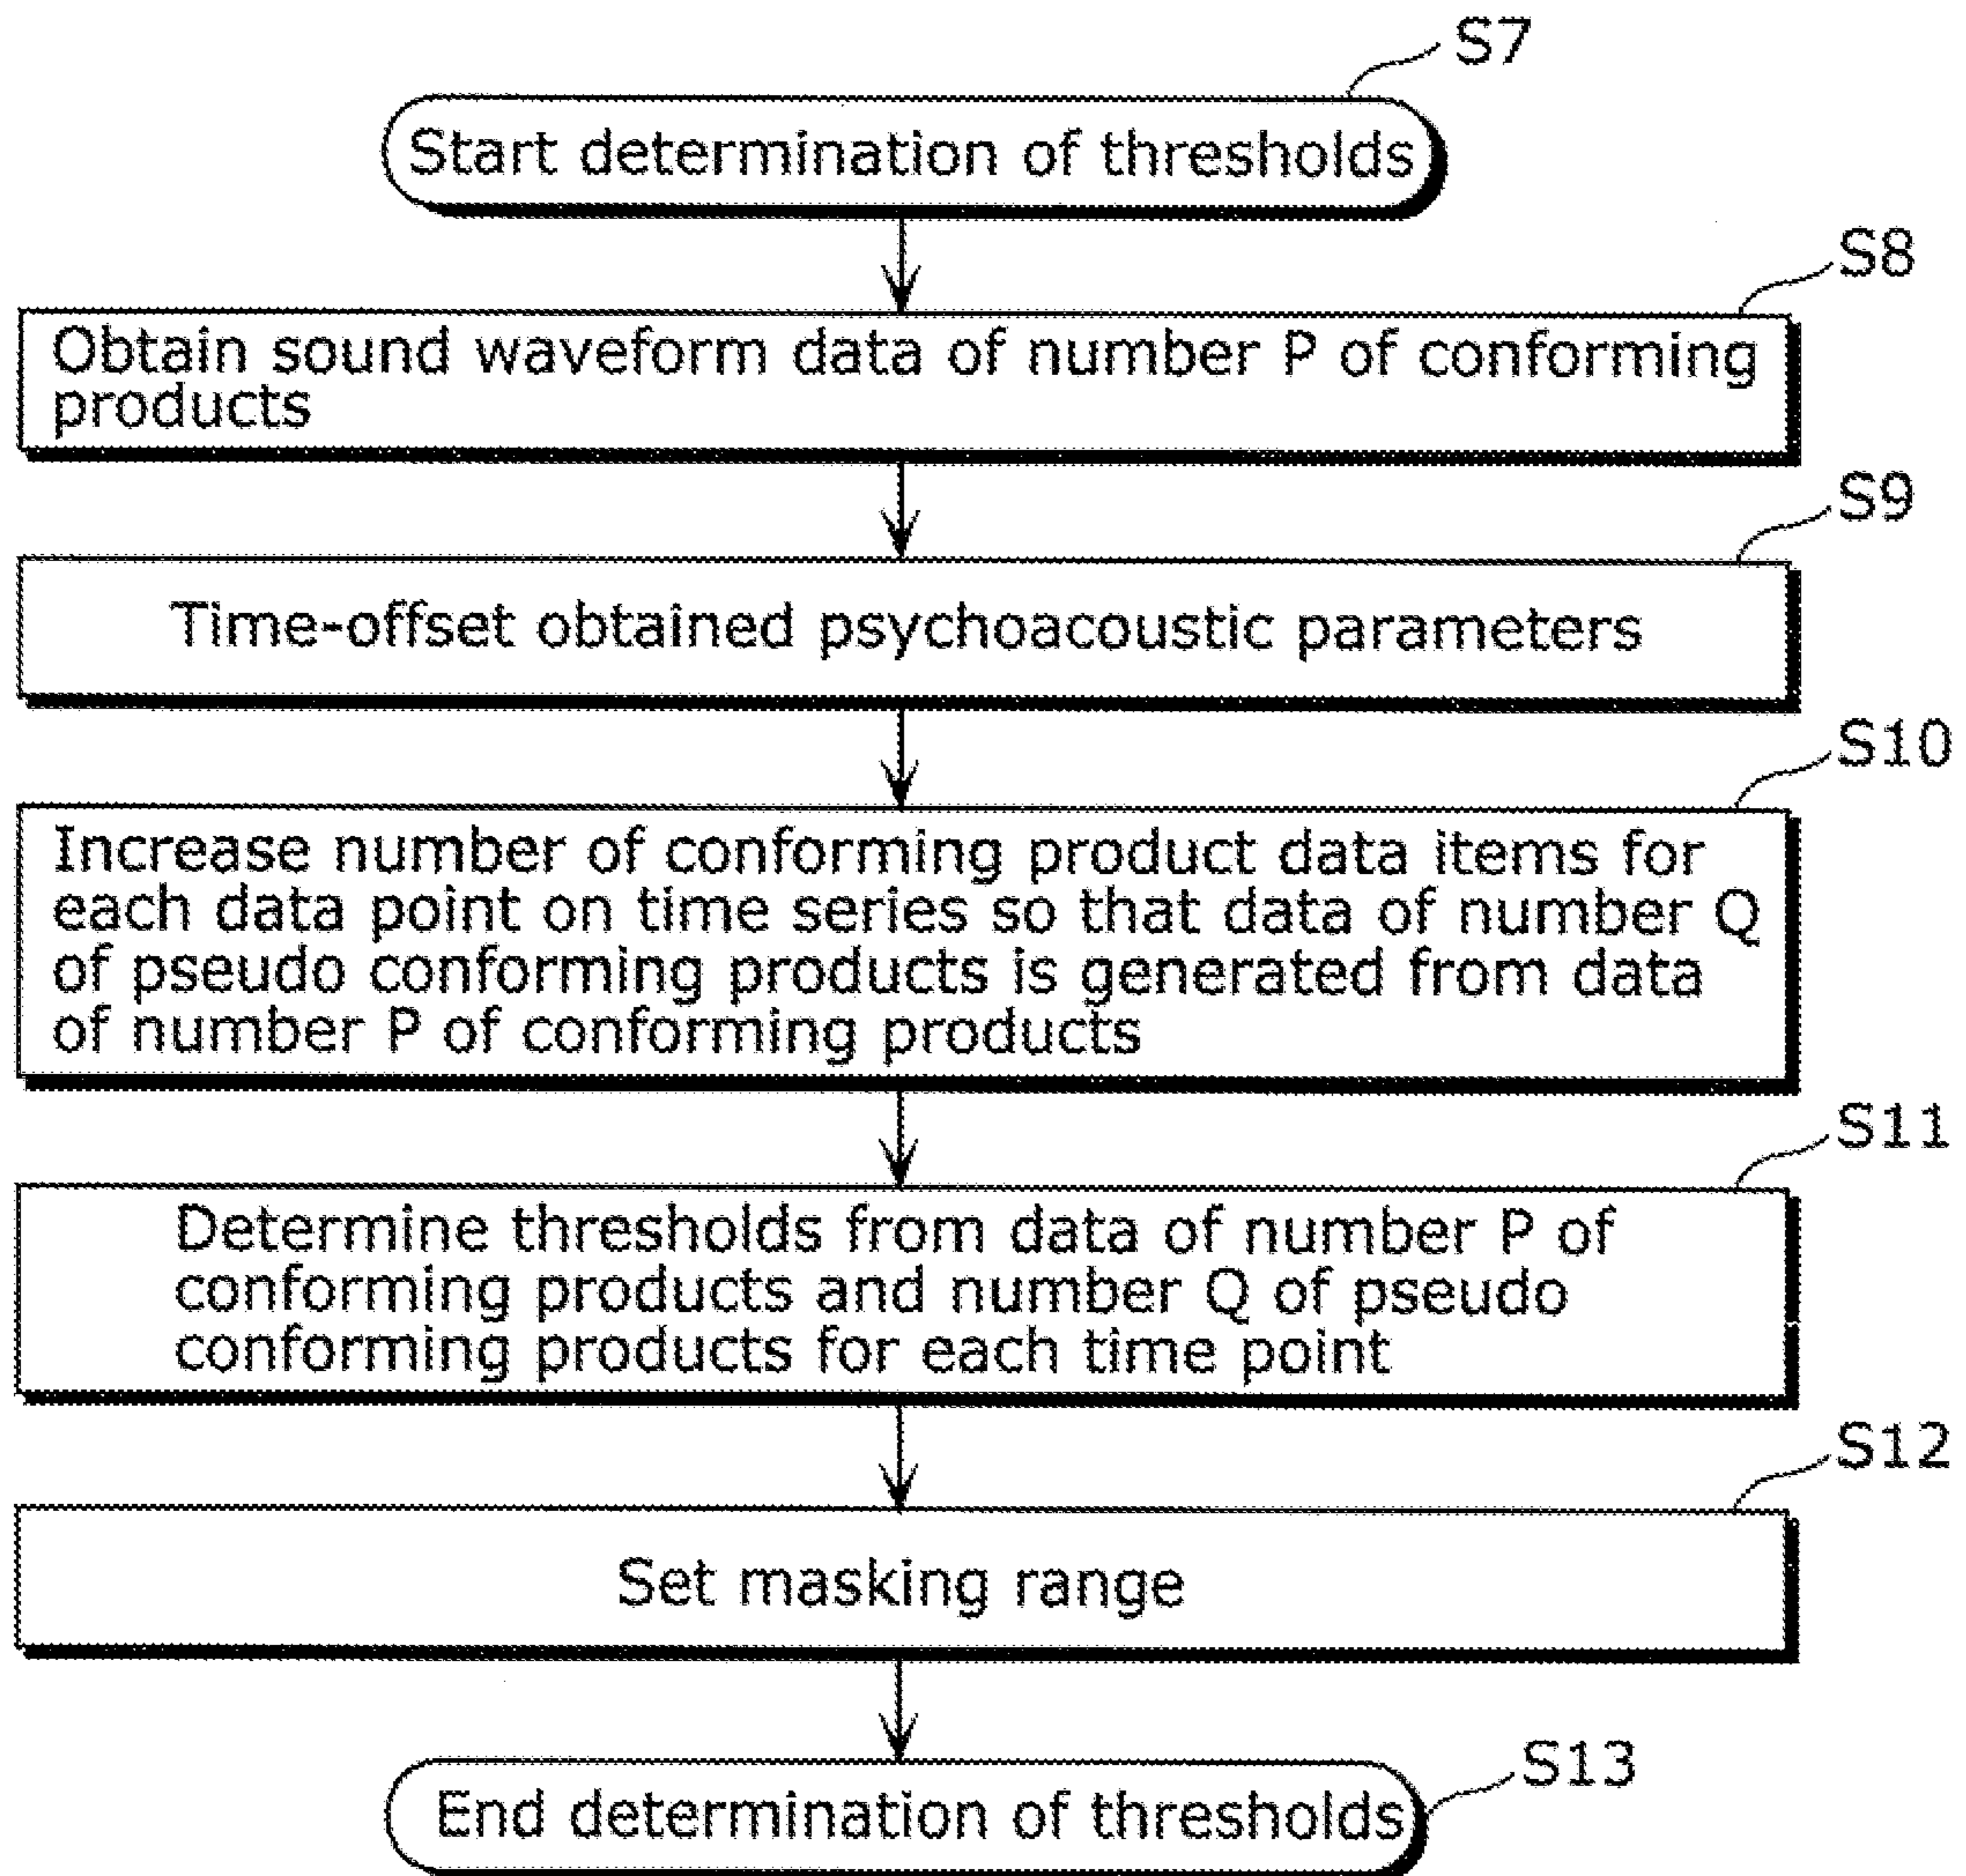 S7
Start determination of thresholds
S8
Obtain sound waveform data of number P of conforming
products
S9
Time-offset obtained psychoacoustic parameters
S10
Increase number of conforming product data items for
each data point on time series so that data of number Q
of pseudo conforming products is generated from data
of number P of conforming products
S11
Determine thresholds from data of number P of
conforming products and number Q of pseudo
conforming products for each time point
S12
Set masking range
S13
End determination of thresholds